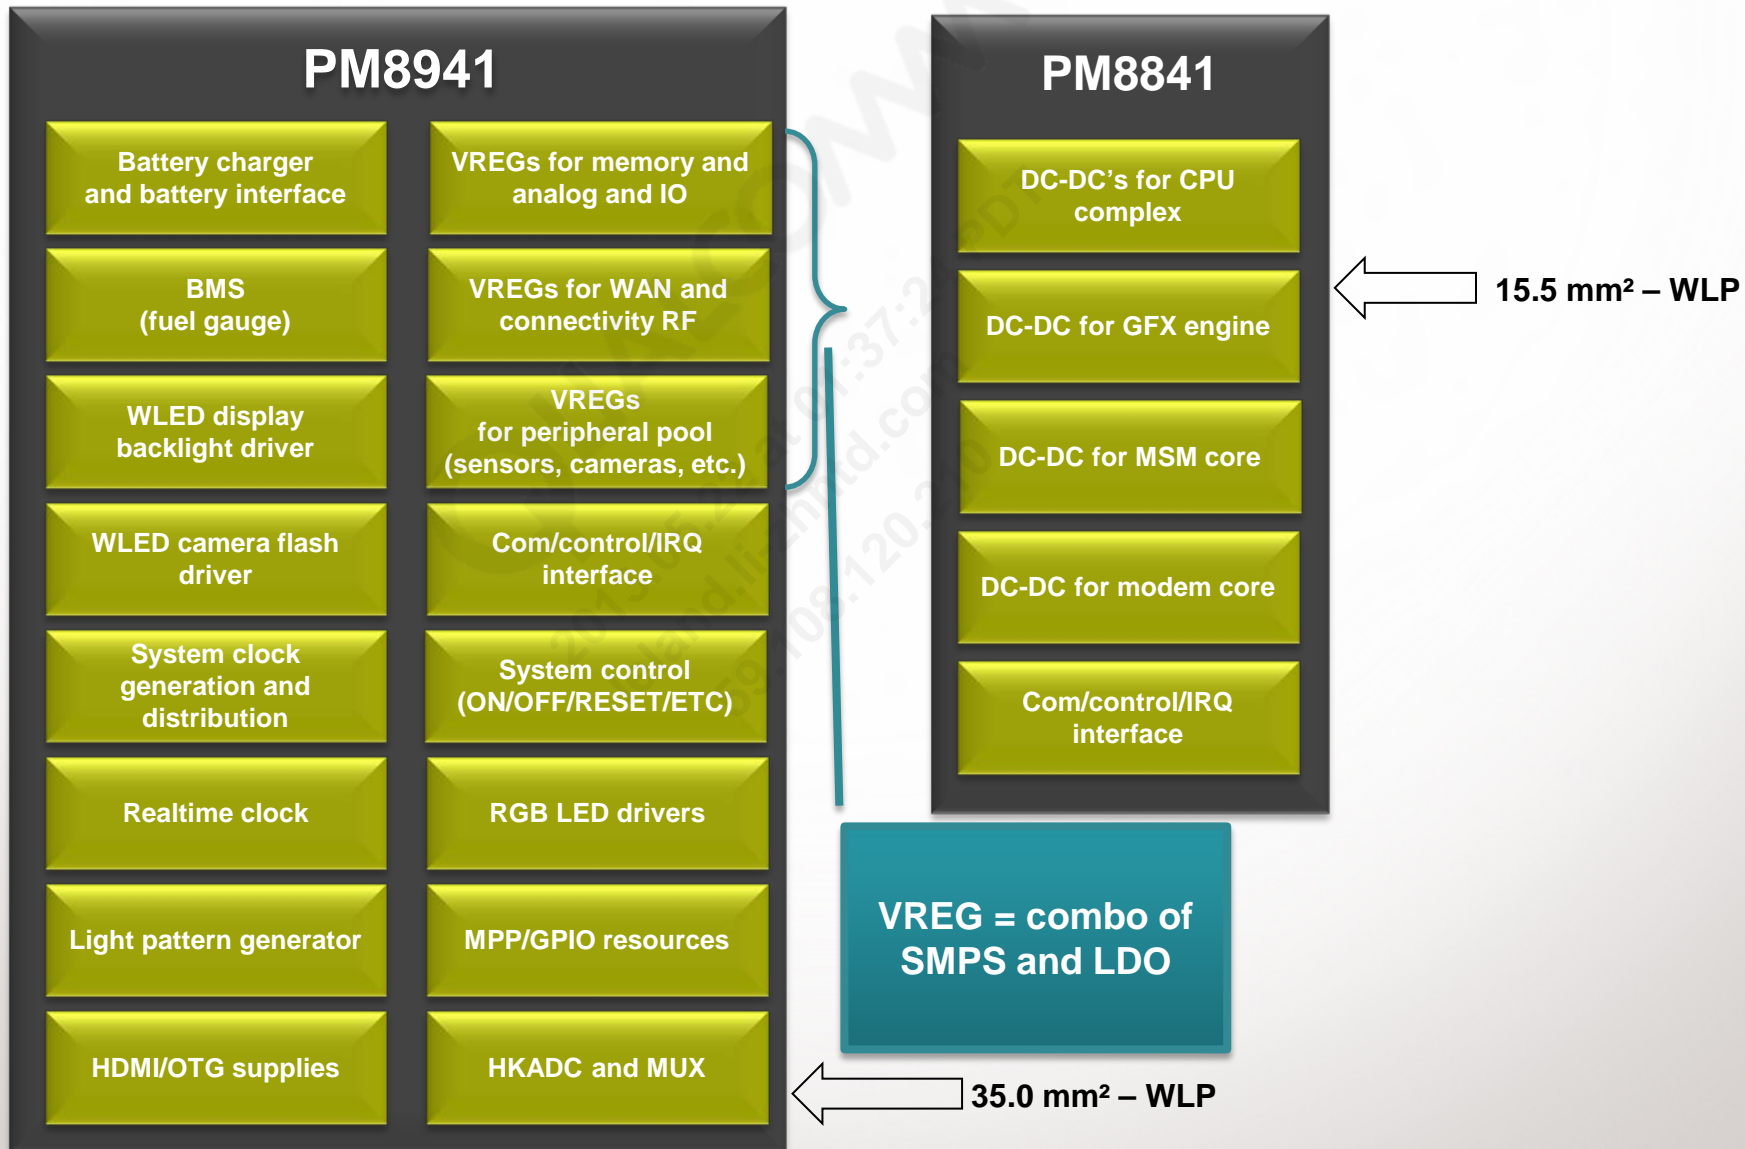 PM8941
Battery charger
and battery interface
VREGs for memory and
analog and IO
BMS
(fuel gauge)
VREGs for WAN and
connectivity RF
WLED display
backlight driver
VREGs
for peripheral pool
(sensors, cameras, etc.)
WLED camera flash
driver
Com/control/IRQ
interface
System clock
generation and
distribution
System control
(ON/OFF/RESET/ETC)
Realtime clock
RGB LED drivers
Light pattern generator
MPP/GPIO resources
HDMI/OTG supplies
HKADC and MUX
35.0 mm² – WLP
VREG = combo of
SMPS and LDO
PM8841
DC-DC’s for CPU
complex
DC-DC for GFX engine
DC-DC for MSM core
DC-DC for modem core
Com/control/IRQ
interface
15.5 mm² – WLP